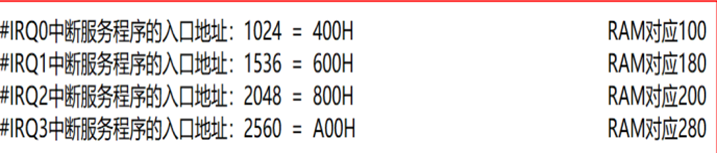 #IRQ0中断服务程序的入口地址：1024 = 400H RAM对应100
#IRQ1中断服务程序的入口地址：1536 = 600H RAM对应180
#IRQ2中断服务程序的入口地址：2048 = 800H RAM对应200
#IRQ3中断服务程序的入口地址：2560 = A00H RAM对应280